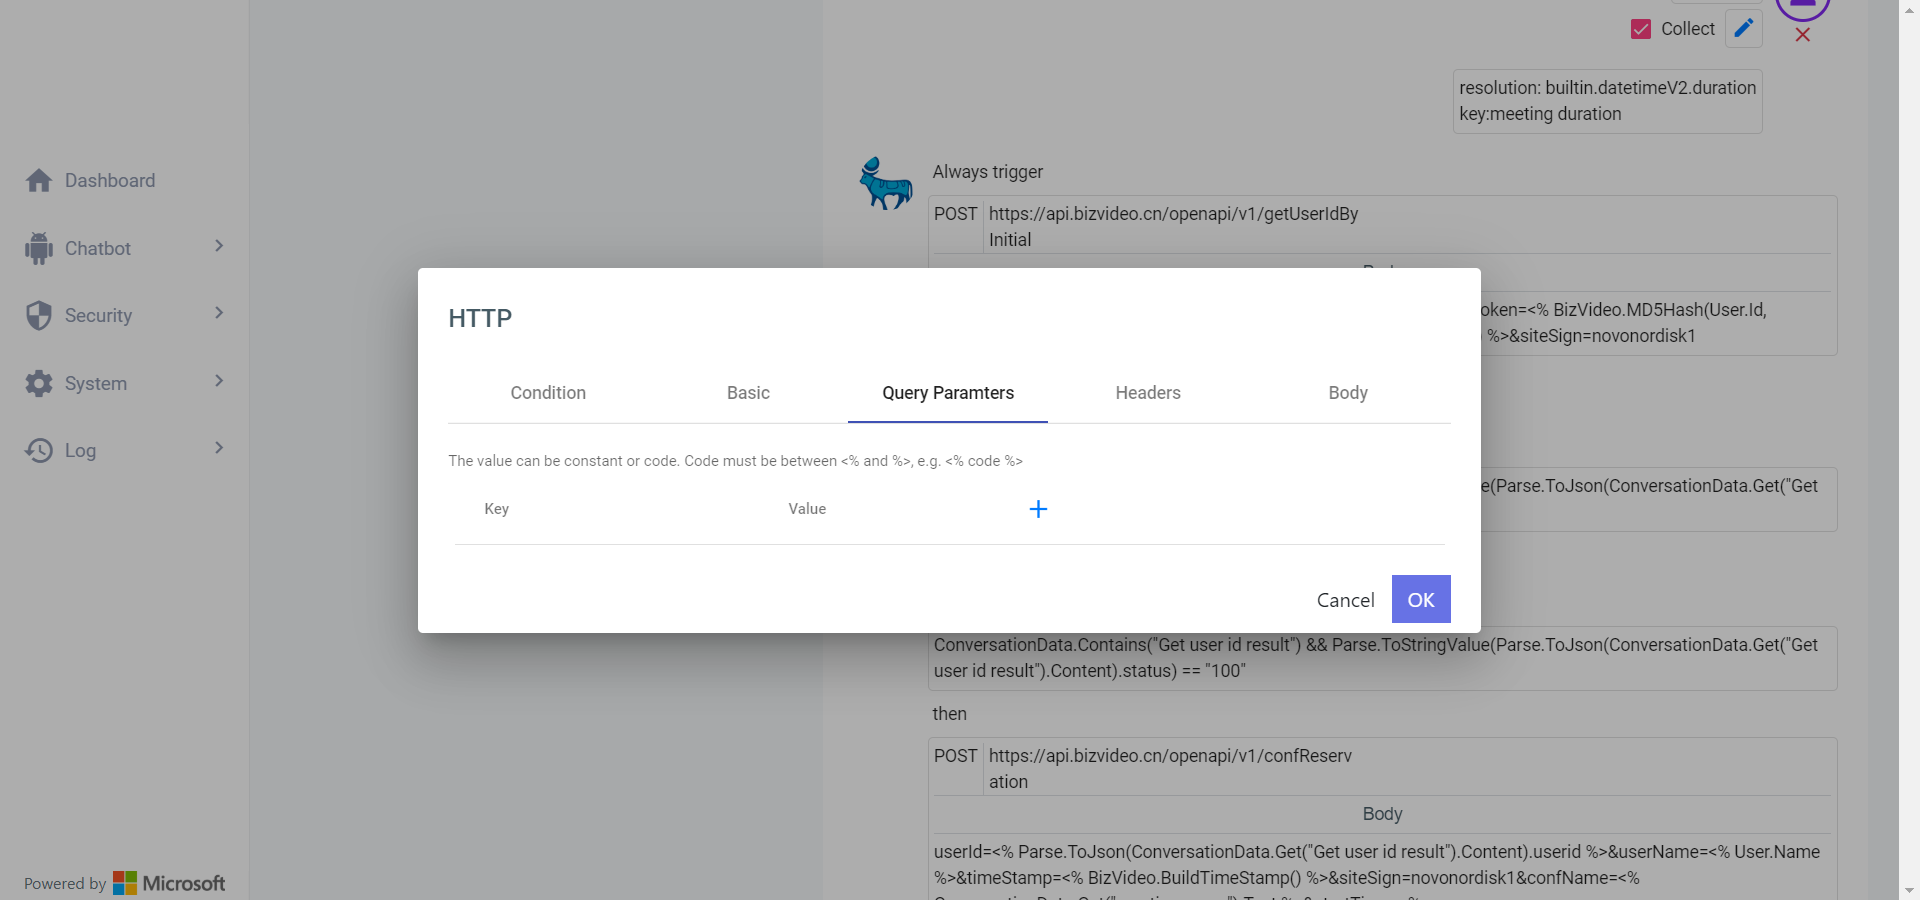 Collect
resolution: builtin.datetimeV2.duration
key:meeting duration
Dashboard
Chatbot
Security
System
Log
Powered by Microsoft
Always trigger
POST https://api.bizvideo.cn/openapi/v1/getUserIdBy
Initial
oken=<% BizVideo.MD5Hash(User.Id,
%>&siteSign=novonordisk1
HTTP
Condition Basic Query Paramters Headers Body
The value can be constant or code. Code must be between <% and %>, e.g. <% code %>
Key Value
Cancel OK
e(Parse.ToJson(ConversationData.Get("Get
ConversationData.Contains("Get user id result") && Parse.ToStringValue(Parse.ToJson(ConversationData.Get("Get
user id result").Content).status) == "100"
then
POST https://api.bizvideo.cn/openapi/v1/confReserv
ation
Body
userId=<% Parse.ToJson(ConversationData.Get("Get user id result").Content).userid %>&userName=<% User.Name
%>&timeStamp=<% BizVideo.BuildTimeStamp() %>&siteSign=novonordisk1&confName=<%